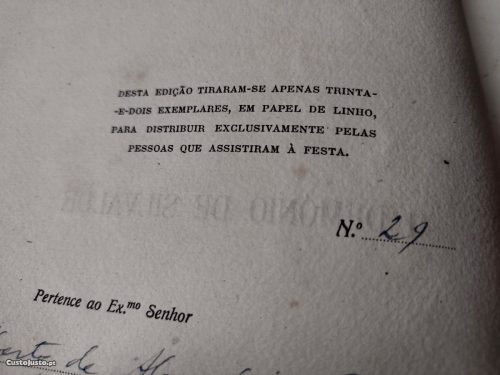 DESTA EDIÇÃO TIRARAM-SE APENAS TRINTA-
-E-DOIS EXEMPLARES, EM PAPEL DE LINHO,
PARA DISTRIBUIR EXCLUSIVAMENTE PELAS
PESSOAS QUE ASSISTIRAM À FESTA.
N.º 29
Pertence ao Ex.mo Senhor
de
CustoJusto.pt